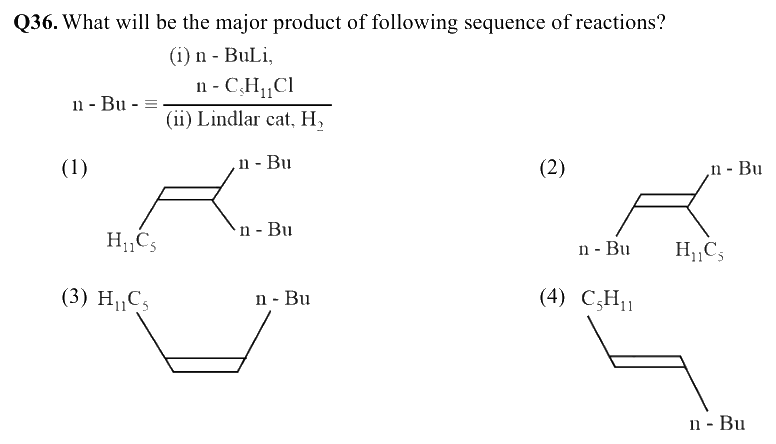 Q36. What will be the major product of following sequence of reactions?
(i) n - BuLi,
n - C₅H₁₁Cl
n - Bu - ≡
(ii) Lindlar cat, H₂
(1) n - Bu
n - Bu
H₁₁C₅
(2) n - Bu
n - Bu H₁₁C₅
(3) H₁₁C₅ n - Bu
(4) C₅H₁₁
n - Bu